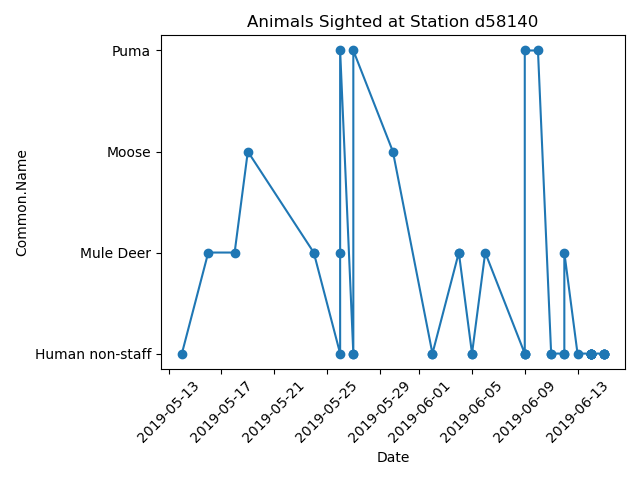 Animals Sighted at Station d58140
Puma
Moose
Mule Deer
Human non-staff
Common.Name
2019-05-13
2019-05-17
2019-05-21
2019-05-25
2019-05-29
2019-06-01
2019-06-05
2019-06-09
2019-06-13
Date